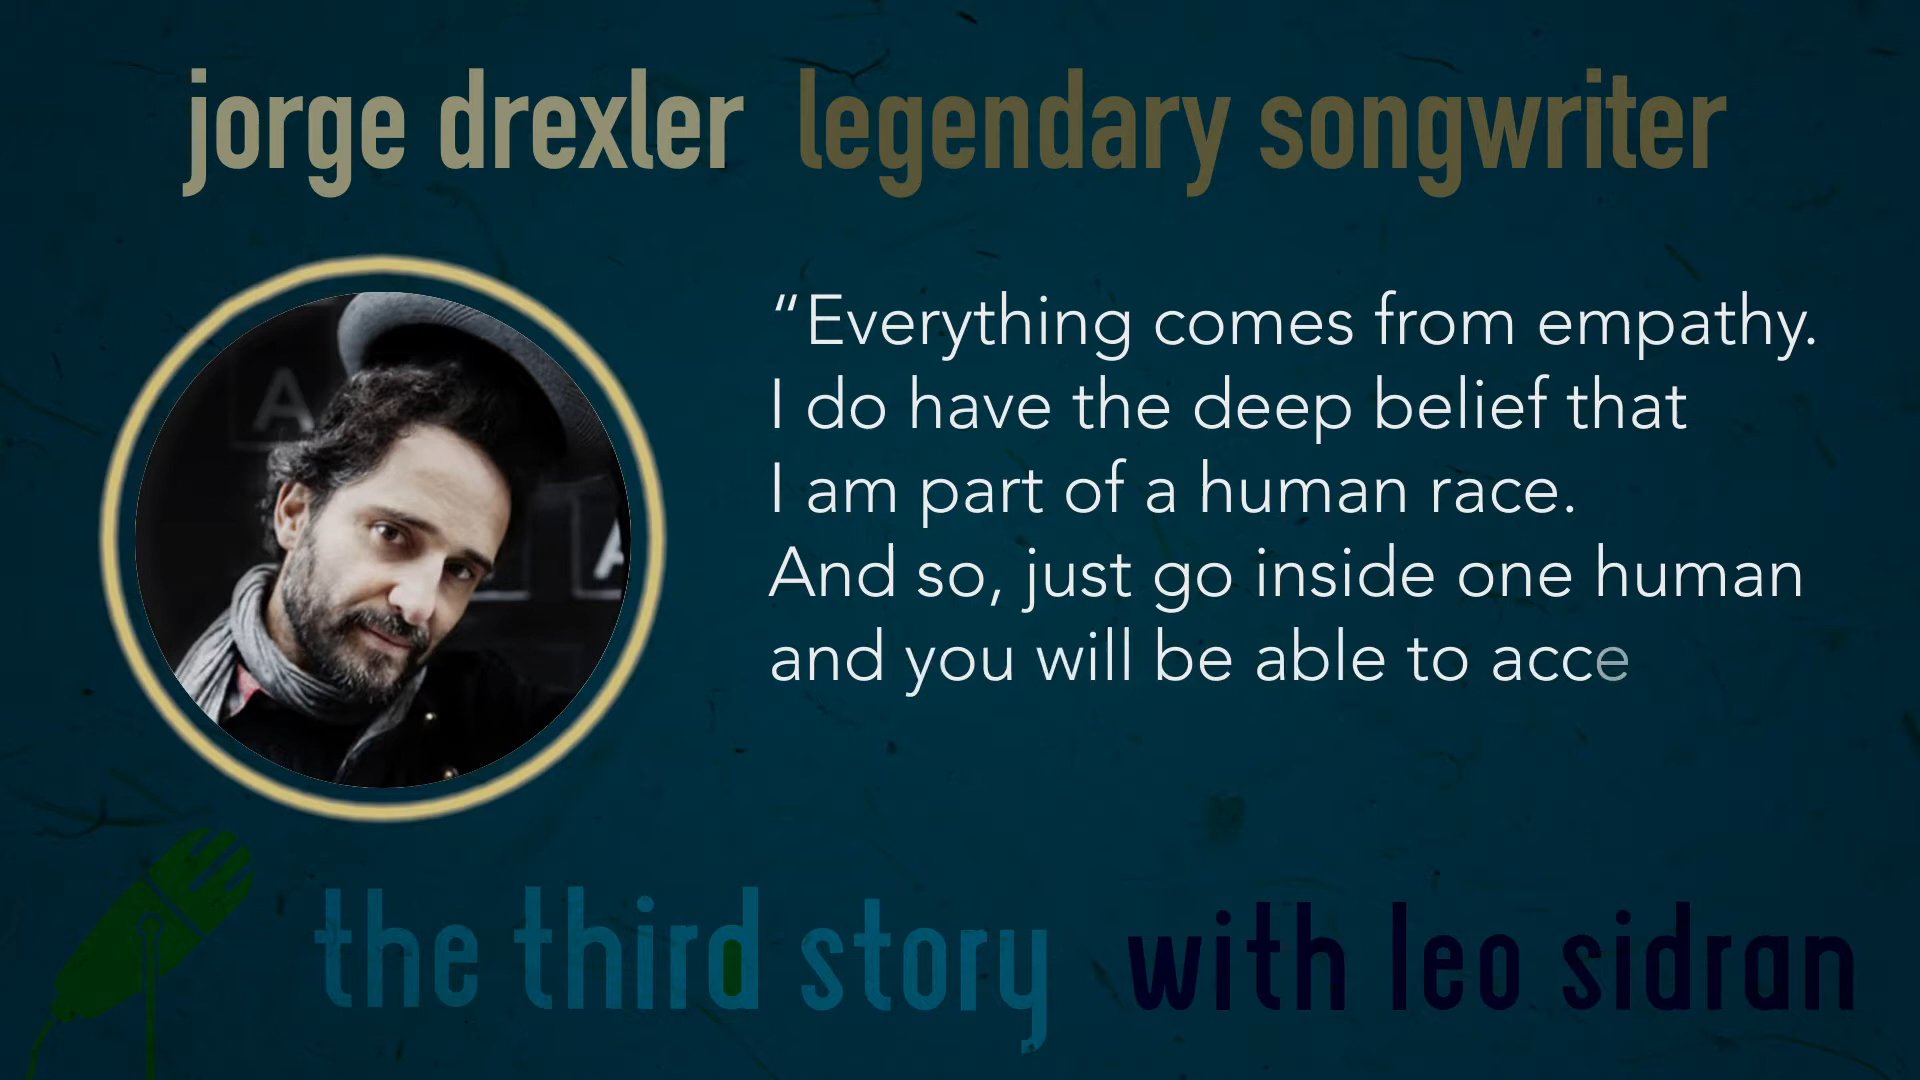 jorge drexler legendary songwriter
“Everything comes from empathy.
I do have the deep belief that
I am part of a human race.
And so, just go inside one human
and you will be able to acce
the third story with leo sidran
A
A